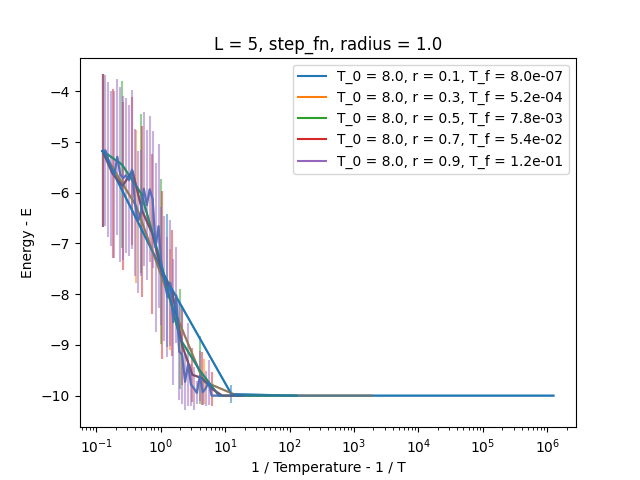 L = 5, step_fn, radius = 1.0
T_0 = 8.0, r = 0.1, T_f = 8.0e-07
T_0 = 8.0, r = 0.3, T_f = 5.2e-04
T_0 = 8.0, r = 0.5, T_f = 7.8e-03
T_0 = 8.0, r = 0.7, T_f = 5.4e-02
T_0 = 8.0, r = 0.9, T_f = 1.2e-01
Energy - E
−4
−5
−6
−7
−8
−9
−10
10⁻¹ 10⁰ 10¹ 10² 10³ 10⁴ 10⁵ 10⁶
1 / Temperature - 1 / T